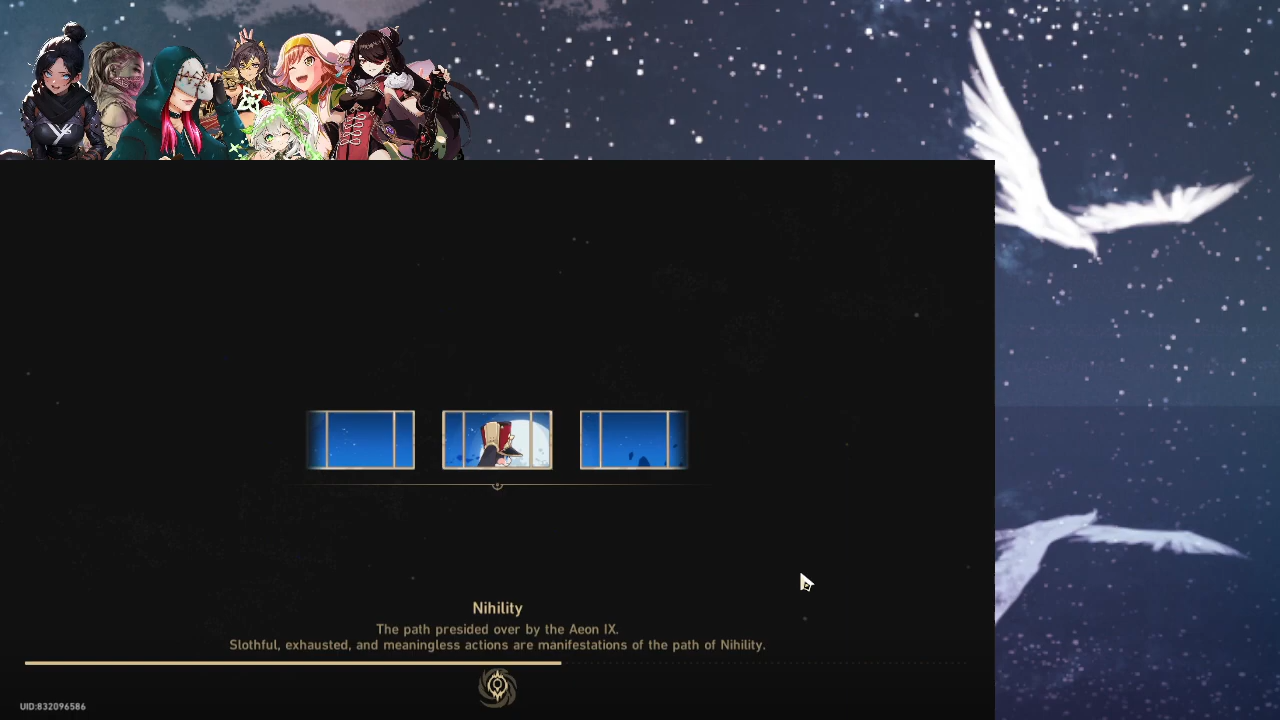 Nihility
The path presided over by the Aeon IX.
Slothful, exhausted, and meaningless actions are manifestations of the path of Nihility.
UID:832096586